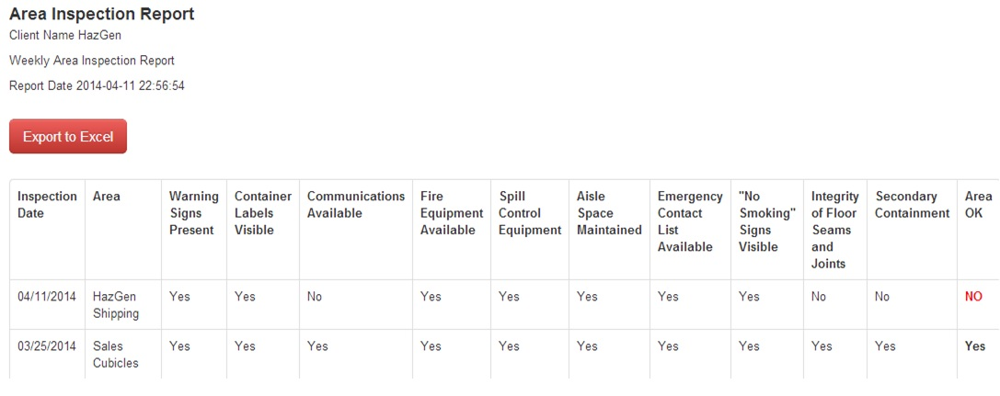 Area Inspection Report
Client Name HazGen
Weekly Area Inspection Report
Report Date 2014-04-11 22:56:54
Export to Excel
Inspection Date | Area | Warning Signs Present | Container Labels Visible | Communications Available | Fire Equipment Available | Spill Control Equipment | Aisle Space Maintained | Emergency Contact List Available | "No Smoking" Signs Visible | Integrity of Floor Seams and Joints | Secondary Containment | Area OK
04/11/2014 | HazGen Shipping | Yes | Yes | No | Yes | Yes | Yes | Yes | Yes | No | No | NO
03/25/2014 | Sales Cubicles | Yes | Yes | Yes | Yes | Yes | Yes | Yes | Yes | Yes | Yes | Yes